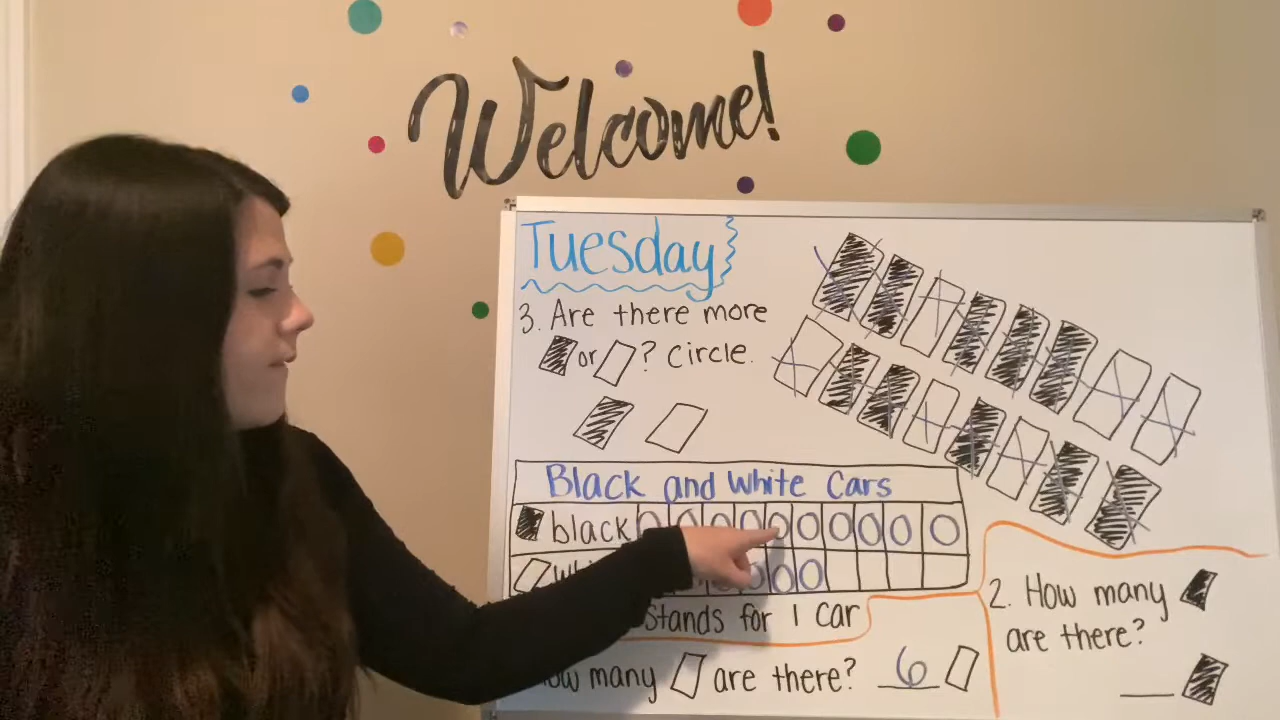 Welcome!
Tuesday
3. Are there more
or ? Circle.
Black and White Cars
black
Stands for 1 Car
many are there? 6
2. How many
are there?